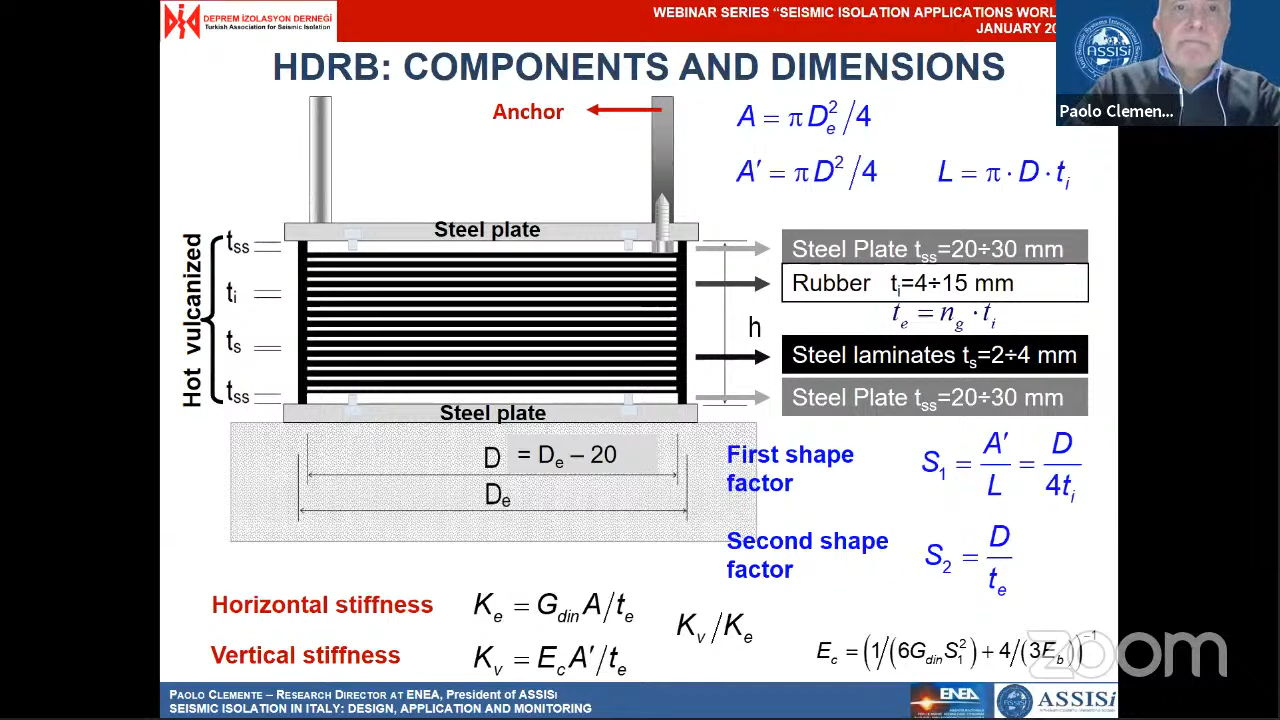 DEPREM İZOLASYON DERNEĞİ
Turkish Association for Seismic Isolation
WEBINAR SERIES “SEISMIC ISOLATION APPLICATIONS
JANUARY
HDRB: COMPONENTS AND DIMENSIONS
ASSISi
Paolo Clemen...
Anchor
A = π D_e^2/4
A′ = π D^2/4
L = π · D · t_i
Steel plate
Hot vulcanized
t_ss
t_i
t_s
t_ss
h
Steel Plate t_ss=20÷30 mm
Rubber t_i=4÷15 mm
t_e = n_g · t_i
Steel laminates t_s=2÷4 mm
Steel Plate t_ss=20÷30 mm
Steel plate
D = D_e – 20
D_e
First shape factor
S_1 = A′/L = D/4t_i
Second shape factor
S_2 = D/t_e
Horizontal stiffness
K_e = G_din A/t_e
K_v/K_e
Vertical stiffness
K_v = E_c A′/t_e
E_c = (1/(6G_din S_1^2) + 4/(3E_b))^-1
zoom
PAOLO CLEMENTE – RESEARCH DIRECTOR AT ENEA, President of ASSISi
SEISMIC ISOLATION IN ITALY: DESIGN, APPLICATION AND MONITORING
ENEA
ASSISi